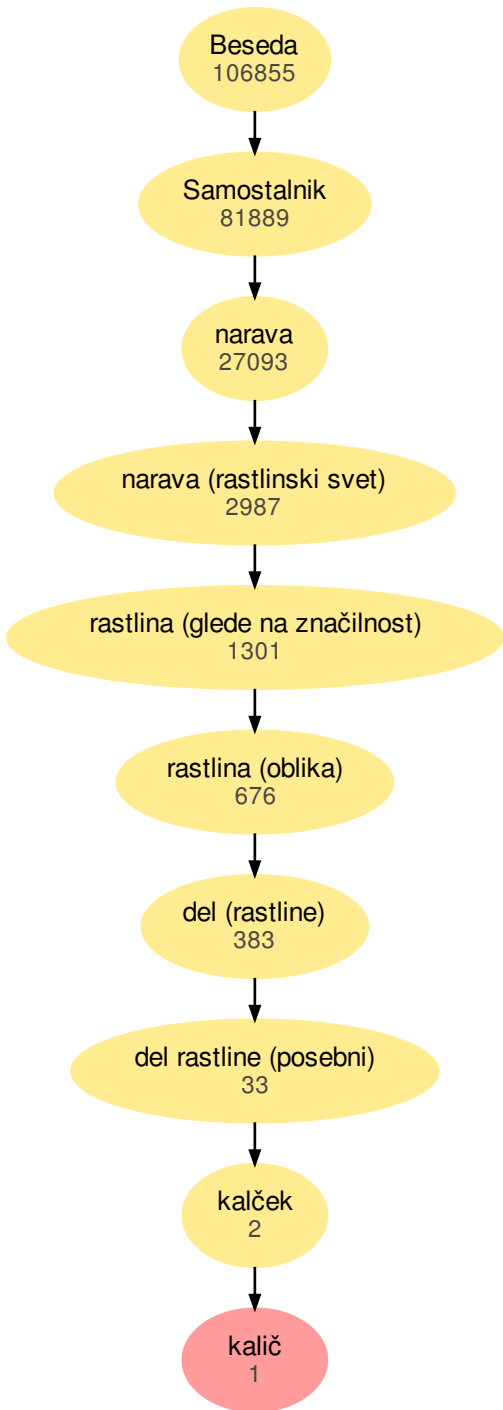 Beseda
106855
Samostalnik
81889
narava
27093
narava (rastlinski svet)
2987
rastlina (glede na značilnost)
1301
rastlina (oblika)
676
del (rastline)
383
del rastline (posebni)
33
kalček
2
kalič
1